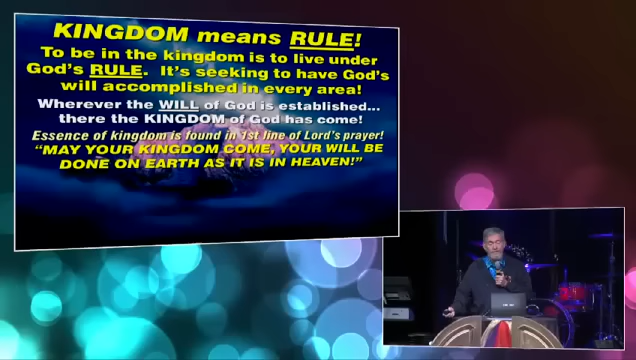 KINGDOM means RULE!
To be in the kingdom is to live under
God's RULE. It's seeking to have God's
will accomplished in every area!
Wherever the WILL of God is established...
there the KINGDOM of God has come!
Essence of kingdom is found in 1st line of Lord's prayer!
"MAY YOUR KINGDOM COME, YOUR WILL BE
DONE ON EARTH AS IT IS IN HEAVEN!"